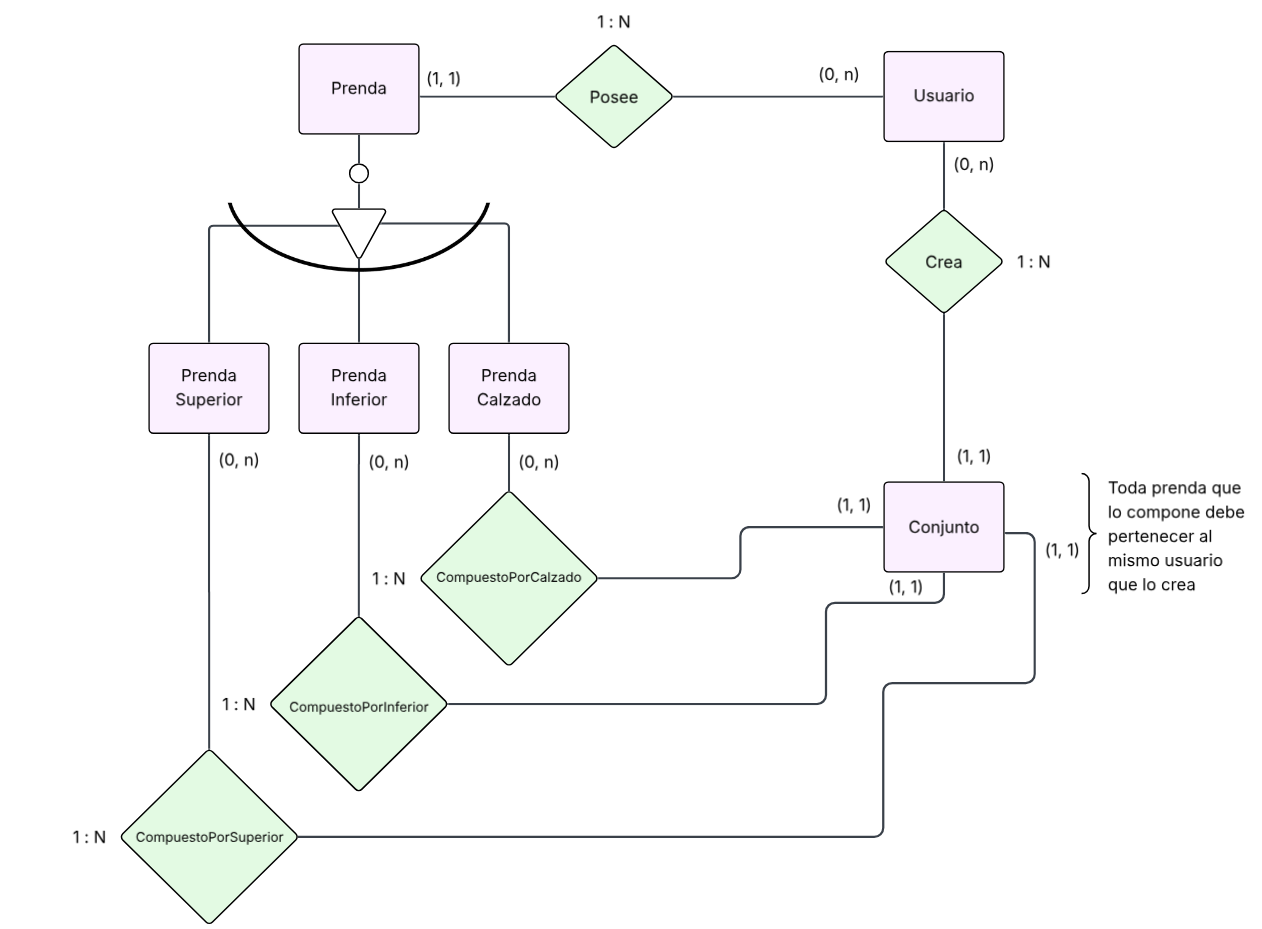 1 : N
Prenda
(1, 1)
Posee
(0, n)
Usuario
(0, n)
Crea
1 : N
Prenda
Superior
Prenda
Inferior
Prenda
Calzado
(0, n)
(0, n)
(0, n)
(1, 1)
(1, 1)
Conjunto
(1, 1)
(1, 1)
Toda prenda que
lo compone debe
pertenecer al
mismo usuario
que lo crea
1 : N
CompuestoPorCalzado
1 : N
CompuestoPorInferior
1 : N
CompuestoPorSuperior